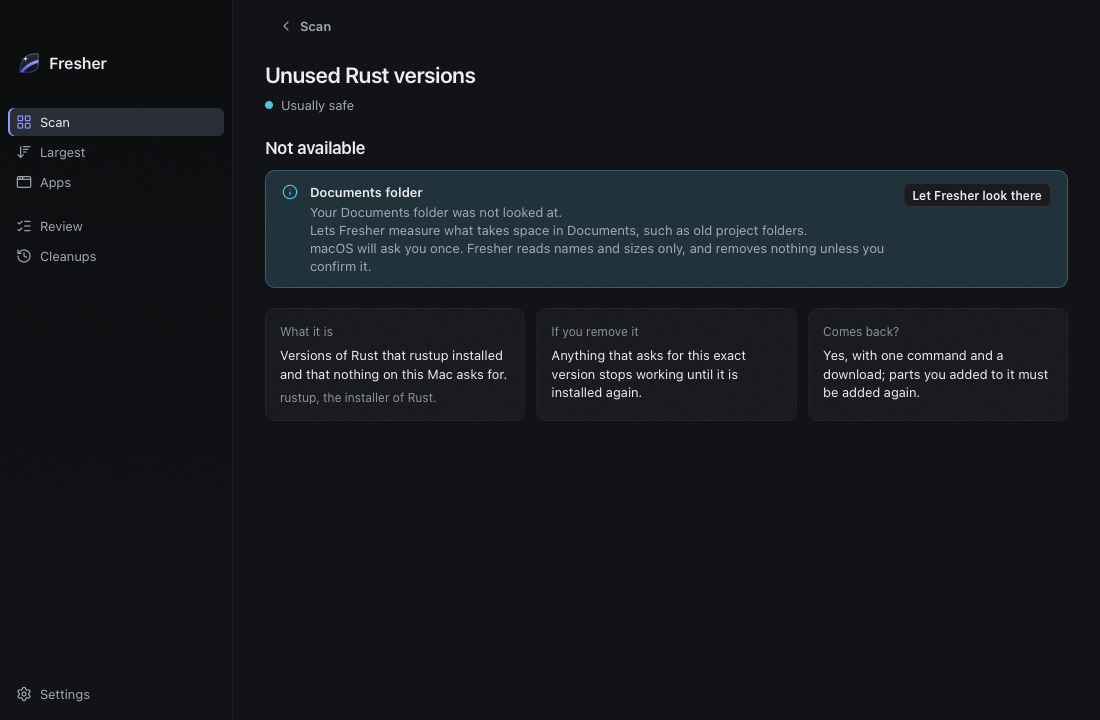 Scan
Fresher
Unused Rust versions
Usually safe
Scan
Largest
Apps
Review
Cleanups
Not available
Documents folder
Let Fresher look there
Your Documents folder was not looked at.
Lets Fresher measure what takes space in Documents, such as old project folders.
macOS will ask you once. Fresher reads names and sizes only, and removes nothing unless you
confirm it.
What it is
Versions of Rust that rustup installed
and that nothing on this Mac asks for.
rustup, the installer of Rust.
If you remove it
Anything that asks for this exact
version stops working until it is
installed again.
Comes back?
Yes, with one command and a
download; parts you added to it must
be added again.
Settings